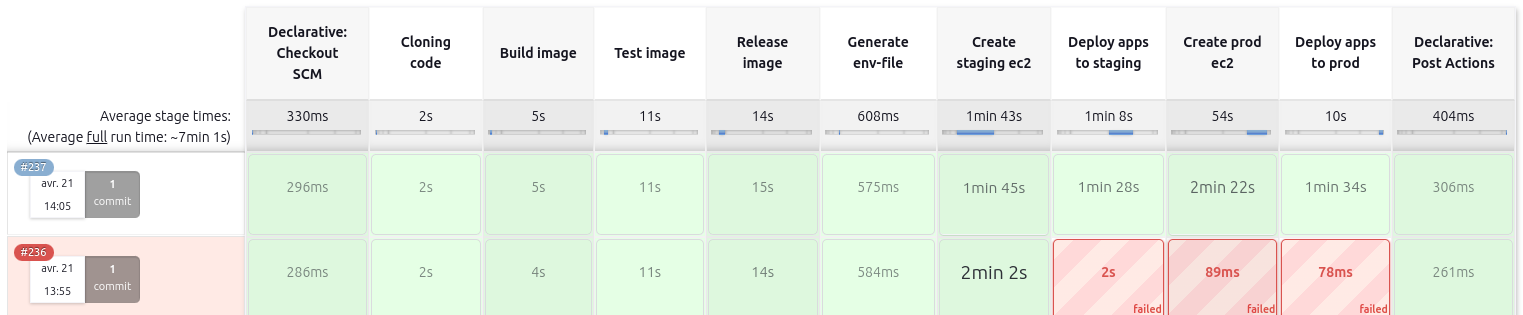 Declarative:
Checkout
SCM
Cloning
code
Build image
Test image
Release
image
Generate
env-file
Create
staging ec2
Deploy apps
to staging
Create prod
ec2
Deploy apps
to prod
Declarative:
Post Actions
Average stage times:
(Average full run time: ~7min 1s)
330ms
2s
5s
11s
14s
608ms
1min 43s
1min 8s
54s
10s
404ms
#237
avr. 21
14:05
1
commit
296ms
2s
5s
11s
15s
575ms
1min 45s
1min 28s
2min 22s
1min 34s
306ms
#236
avr. 21
13:55
1
commit
286ms
2s
4s
11s
14s
584ms
2min 2s
2s
failed
89ms
failed
78ms
failed
261ms